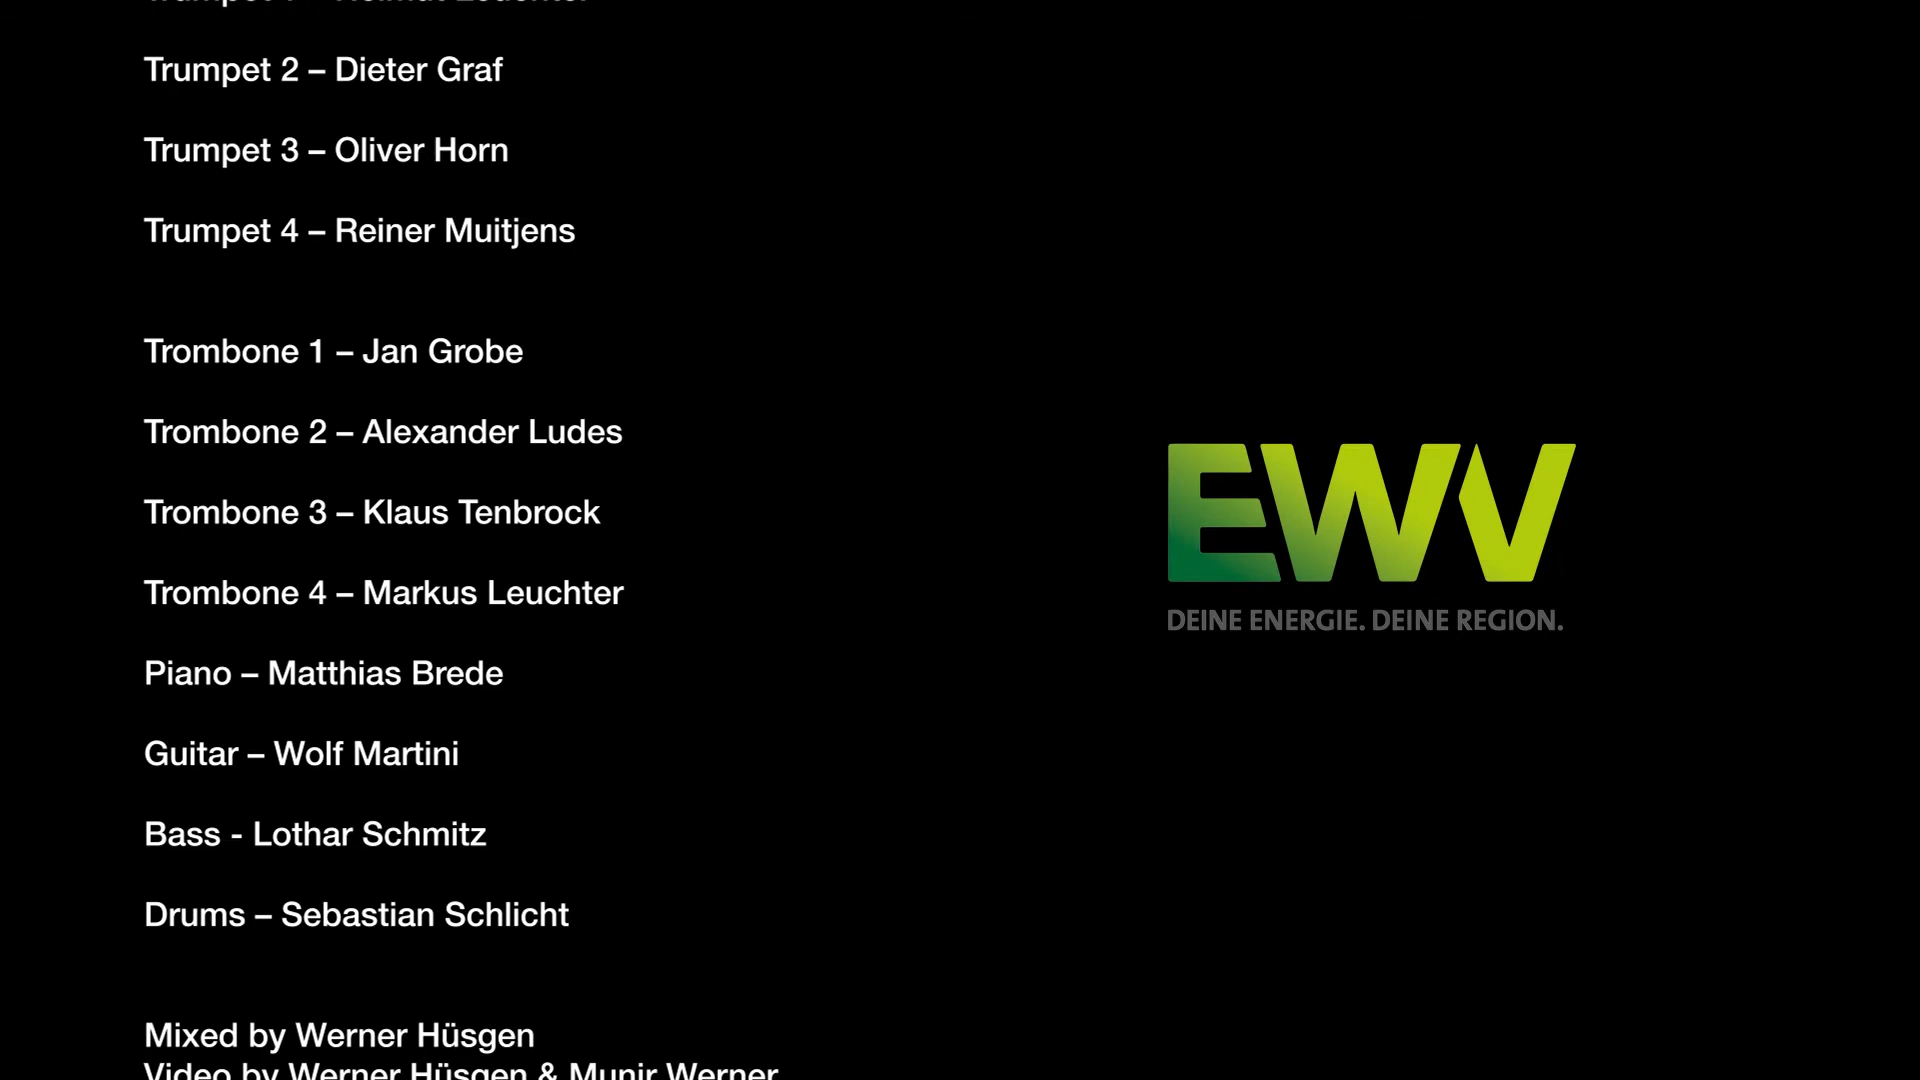 Trumpet 2 – Dieter Graf
Trumpet 3 – Oliver Horn
Trumpet 4 – Reiner Muitjens
Trombone 1 – Jan Grobe
Trombone 2 – Alexander Ludes
Trombone 3 – Klaus Tenbrock
Trombone 4 – Markus Leuchter
Piano – Matthias Brede
Guitar – Wolf Martini
Bass - Lothar Schmitz
Drums – Sebastian Schlicht
Mixed by Werner Hüsgen
Video by Werner Hüsgen & Munir Werner
EWV
DEINE ENERGIE. DEINE REGION.